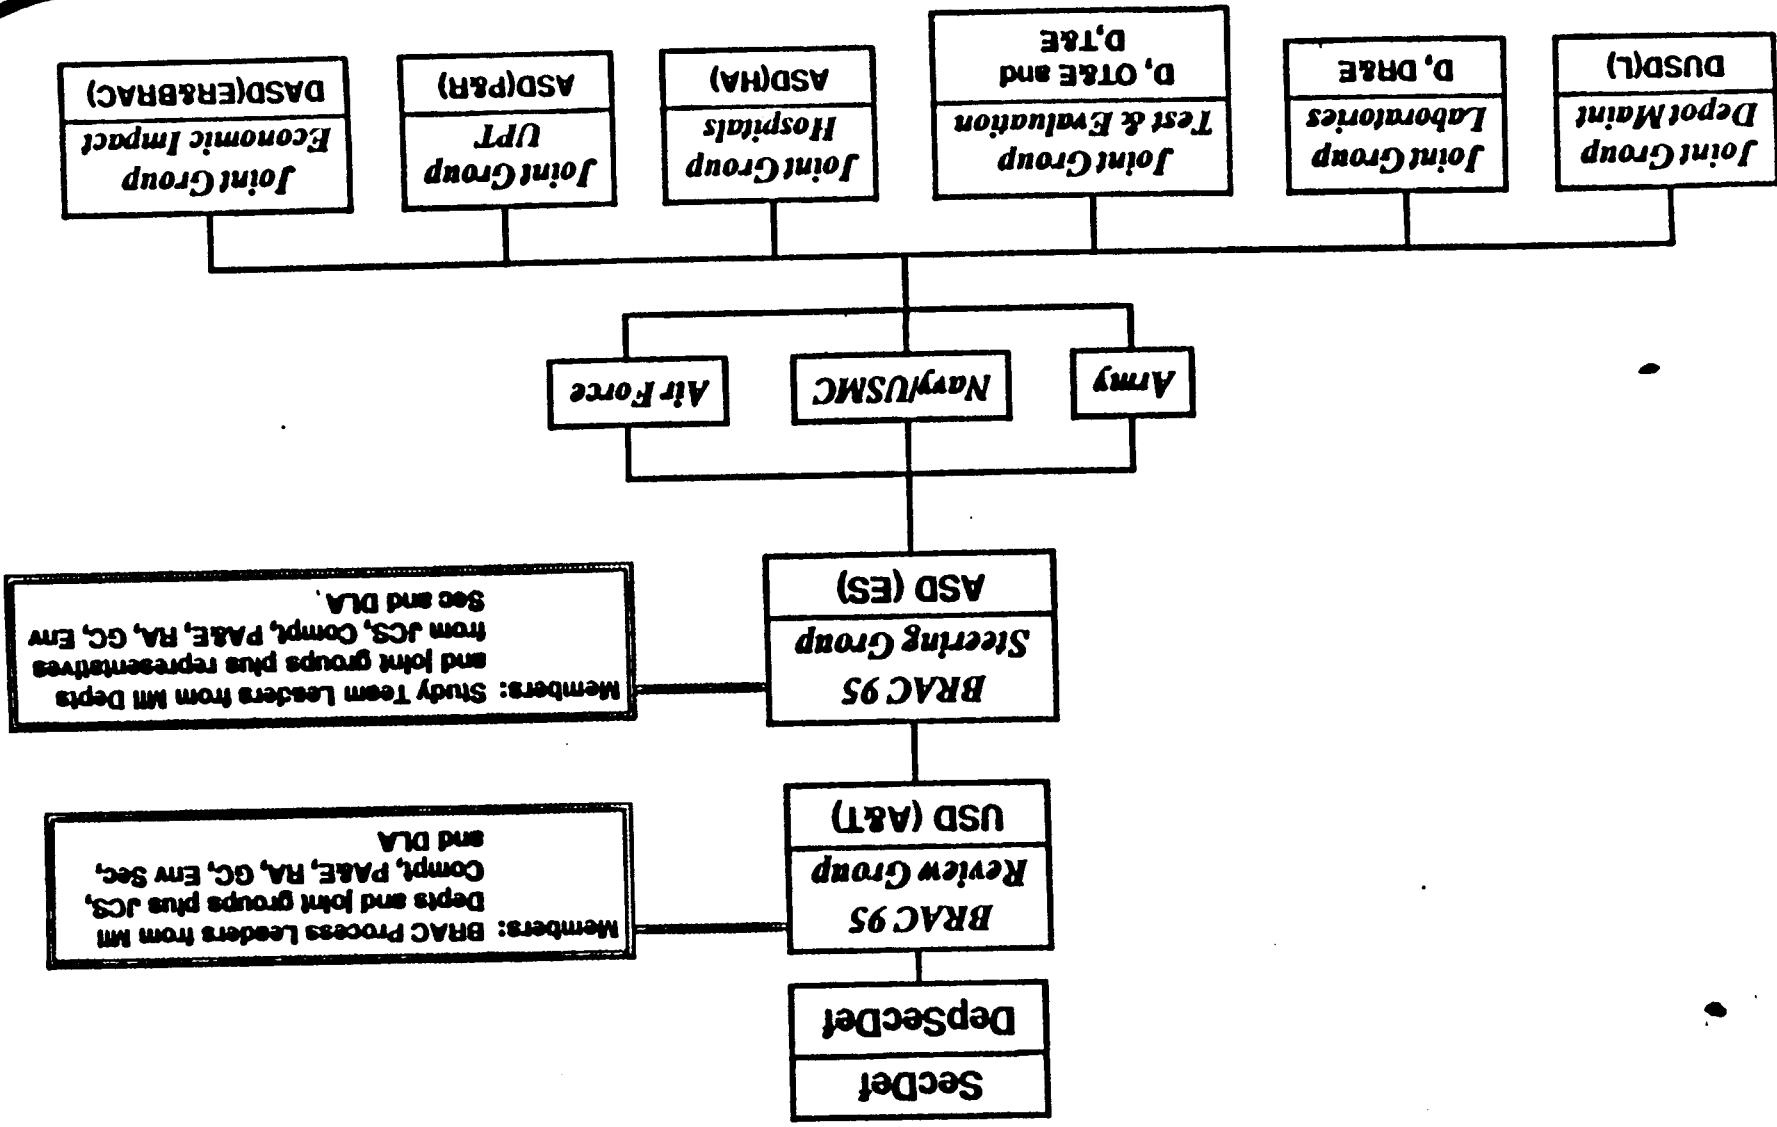 SecDef
DepSecDef
BRAC 95
Review Group
USD (A&T)
Members: BRAC Process Leaders from Mil
Depts and joint groups plus JCS,
Compt, PA&E, RA, GC, Env Sec,
and DLA
BRAC 95
Steering Group
ASD (ES)
Members: Study Team Leaders from Mil Depts
and joint groups plus representatives
from JCS, Compt, PA&E, RA, GC, Env
Sec and DLA
Army
Navy/USMC
Air Force
Joint Group
Depot Maint
DUSD(L)
Joint Group
Laboratories
D, DR&E
Joint Group
Test & Evaluation
D, OT&E and
D,T&E
Joint Group
Hospitals
ASD(HA)
Joint Group
UPT
ASD(P&R)
Joint Group
Economic Impact
DASD(ER&BRAC)